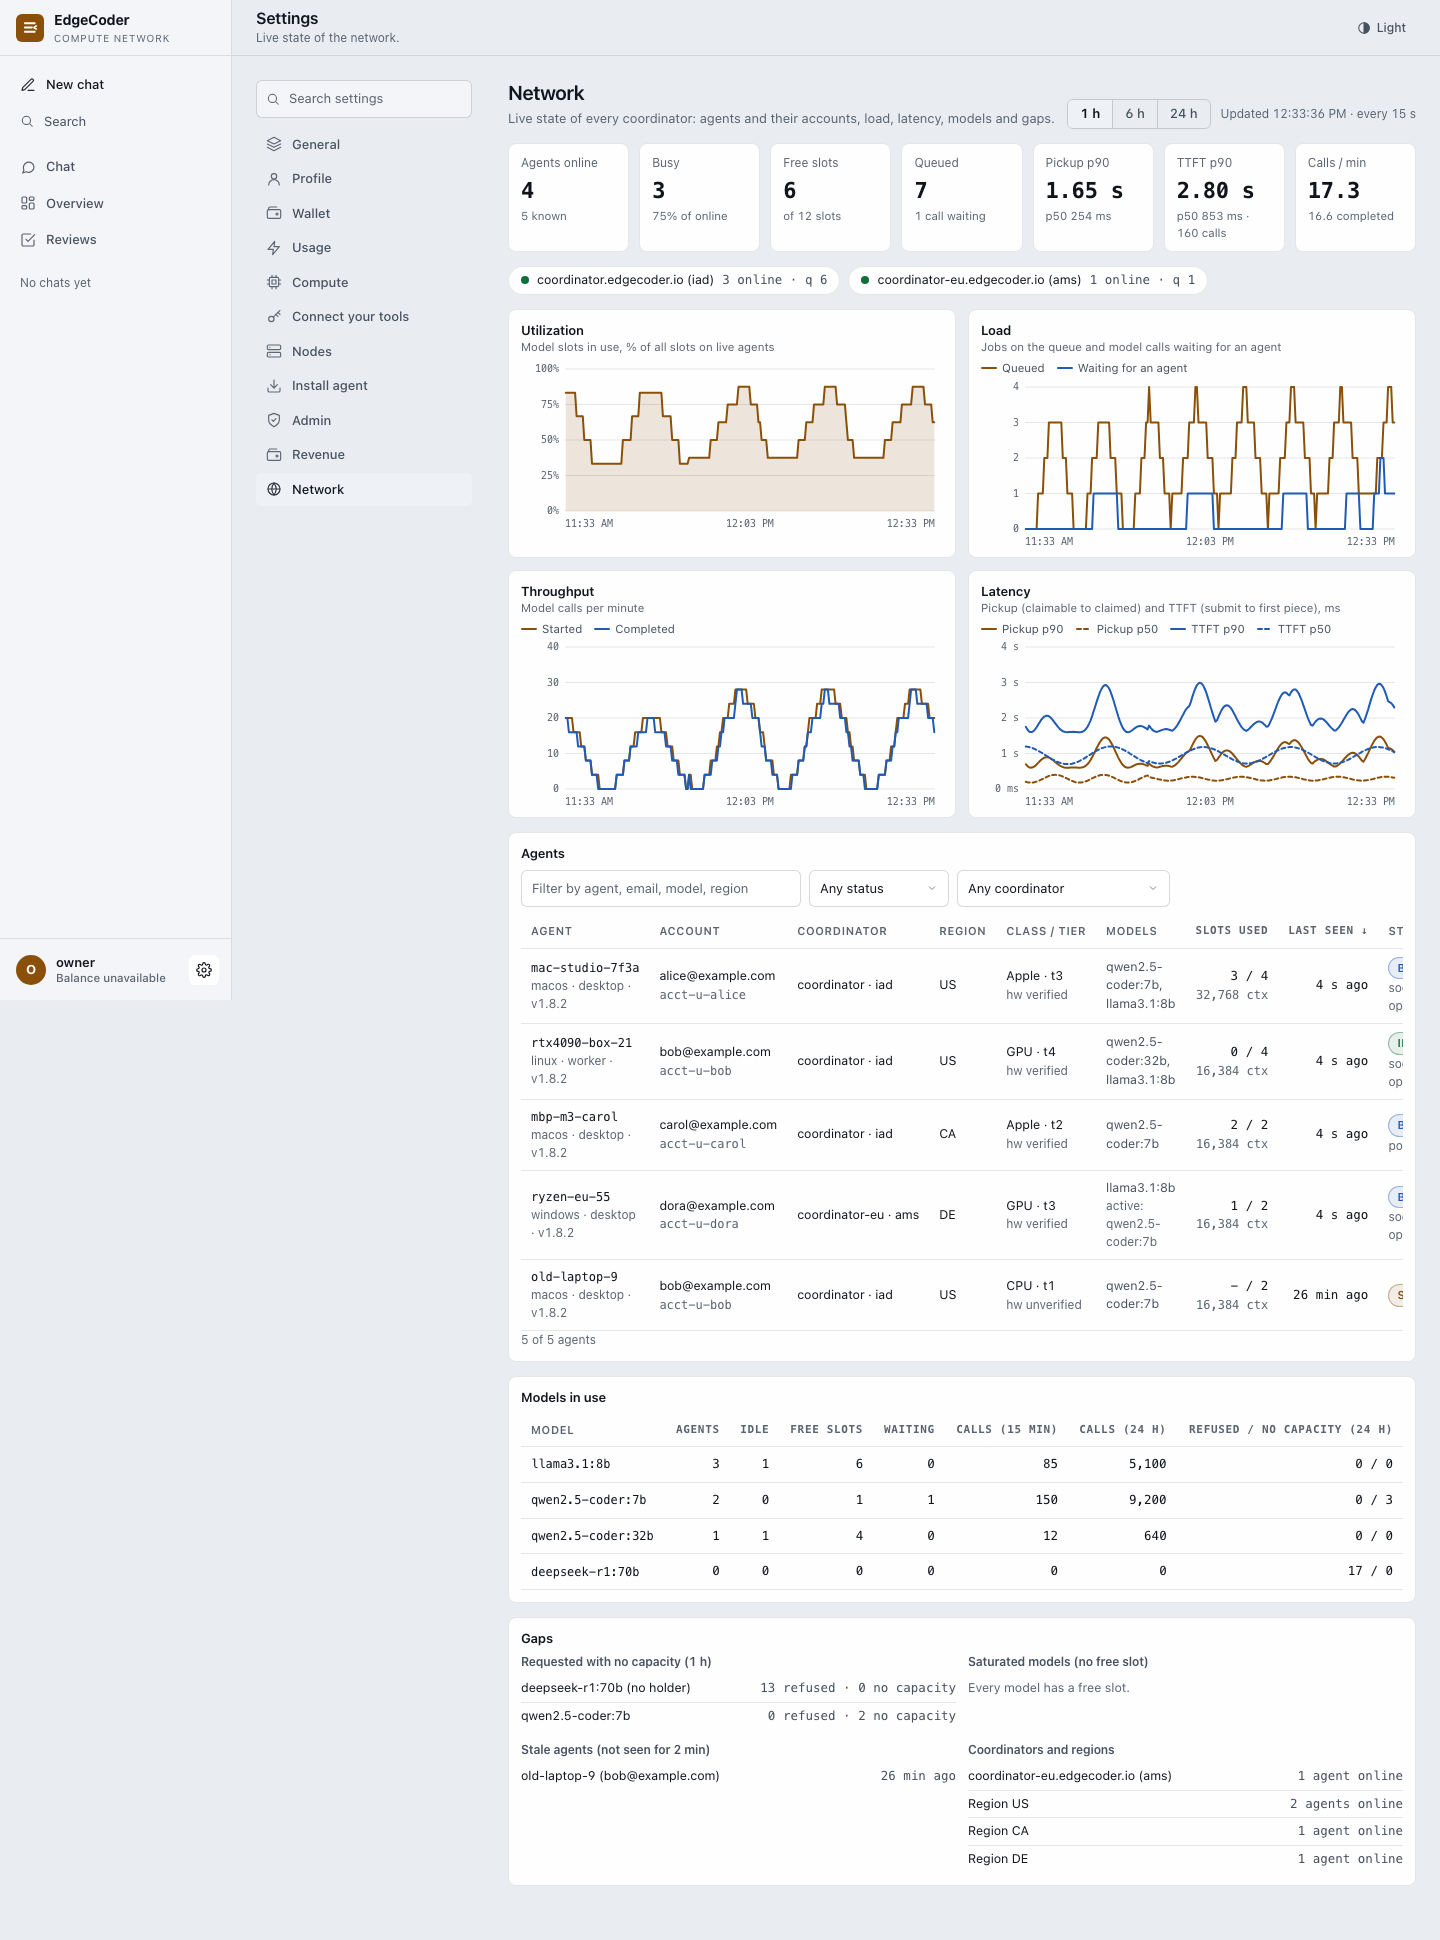 EdgeCoder
COMPUTE NETWORK
New chat
Search
Chat
Overview
Reviews
No chats yet
owner
Balance unavailable
O
Settings
Live state of the network.
Light
Search settings
General
Profile
Wallet
Usage
Compute
Connect your tools
Nodes
Install agent
Admin
Revenue
Network
Network
Live state of every coordinator: agents and their accounts, load, latency, models and gaps.
1 h 6 h 24 h
Updated 12:33:36 PM · every 15 s
Agents online
4
5 known
Busy
3
75% of online
Free slots
6
of 12 slots
Queued
7
1 call waiting
Pickup p90
1.65 s
p50 254 ms
TTFT p90
2.80 s
p50 853 ms ·
160 calls
Calls / min
17.3
16.6 completed
coordinator.edgecoder.io (iad) 3 online · q 6
coordinator-eu.edgecoder.io (ams) 1 online · q 1
Utilization
Model slots in use, % of all slots on live agents
100%
75%
50%
25%
0%
11:33 AM 12:03 PM 12:33 PM
Load
Jobs on the queue and model calls waiting for an agent
Queued Waiting for an agent
4
3
2
1
0
11:33 AM 12:03 PM 12:33 PM
Throughput
Model calls per minute
Started Completed
40
30
20
10
0
11:33 AM 12:03 PM 12:33 PM
Latency
Pickup (claimable to claimed) and TTFT (submit to first piece), ms
Pickup p90 Pickup p50 TTFT p90 TTFT p50
4 s
3 s
2 s
1 s
0 ms
11:33 AM 12:03 PM 12:33 PM
Agents
Filter by agent, email, model, region
Any status
Any coordinator
AGENT ACCOUNT COORDINATOR REGION CLASS / TIER MODELS SLOTS USED LAST SEEN ↓ ST
mac-studio-7f3a
macos · desktop ·
v1.8.2
alice@example.com
acct-u-alice
coordinator · iad
US
Apple · t3
hw verified
qwen2.5-
coder:7b,
llama3.1:8b
3 / 4
32,768 ctx
4 s ago
B
so
op
rtx4090-box-21
linux · worker ·
v1.8.2
bob@example.com
acct-u-bob
coordinator · iad
US
GPU · t4
hw verified
qwen2.5-
coder:32b,
llama3.1:8b
0 / 4
16,384 ctx
4 s ago
so
op
mbp-m3-carol
macos · desktop ·
v1.8.2
carol@example.com
acct-u-carol
coordinator · iad
CA
Apple · t2
hw verified
qwen2.5-
coder:7b
2 / 2
16,384 ctx
4 s ago
B
po
ryzen-eu-55
windows · desktop
· v1.8.2
dora@example.com
acct-u-dora
coordinator-eu · ams
DE
GPU · t3
hw verified
llama3.1:8b
active:
qwen2.5-
coder:7b
1 / 2
16,384 ctx
4 s ago
B
so
op
old-laptop-9
macos · desktop ·
v1.8.2
bob@example.com
acct-u-bob
coordinator · iad
US
CPU · t1
hw unverified
qwen2.5-
coder:7b
– / 2
16,384 ctx
26 min ago
S
5 of 5 agents
Models in use
MODEL AGENTS IDLE FREE SLOTS WAITING CALLS (15 MIN) CALLS (24 H) REFUSED / NO CAPACITY (24 H)
llama3.1:8b 3 1 6 0 85 5,100 0 / 0
qwen2.5-coder:7b 2 0 1 1 150 9,200 0 / 3
qwen2.5-coder:32b 1 1 4 0 12 640 0 / 0
deepseek-r1:70b 0 0 0 0 0 0 17 / 0
Gaps
Requested with no capacity (1 h)
deepseek-r1:70b (no holder) 13 refused · 0 no capacity
qwen2.5-coder:7b 0 refused · 2 no capacity
Saturated models (no free slot)
Every model has a free slot.
Stale agents (not seen for 2 min)
old-laptop-9 (bob@example.com) 26 min ago
Coordinators and regions
coordinator-eu.edgecoder.io (ams) 1 agent online
Region US 2 agents online
Region CA 1 agent online
Region DE 1 agent online